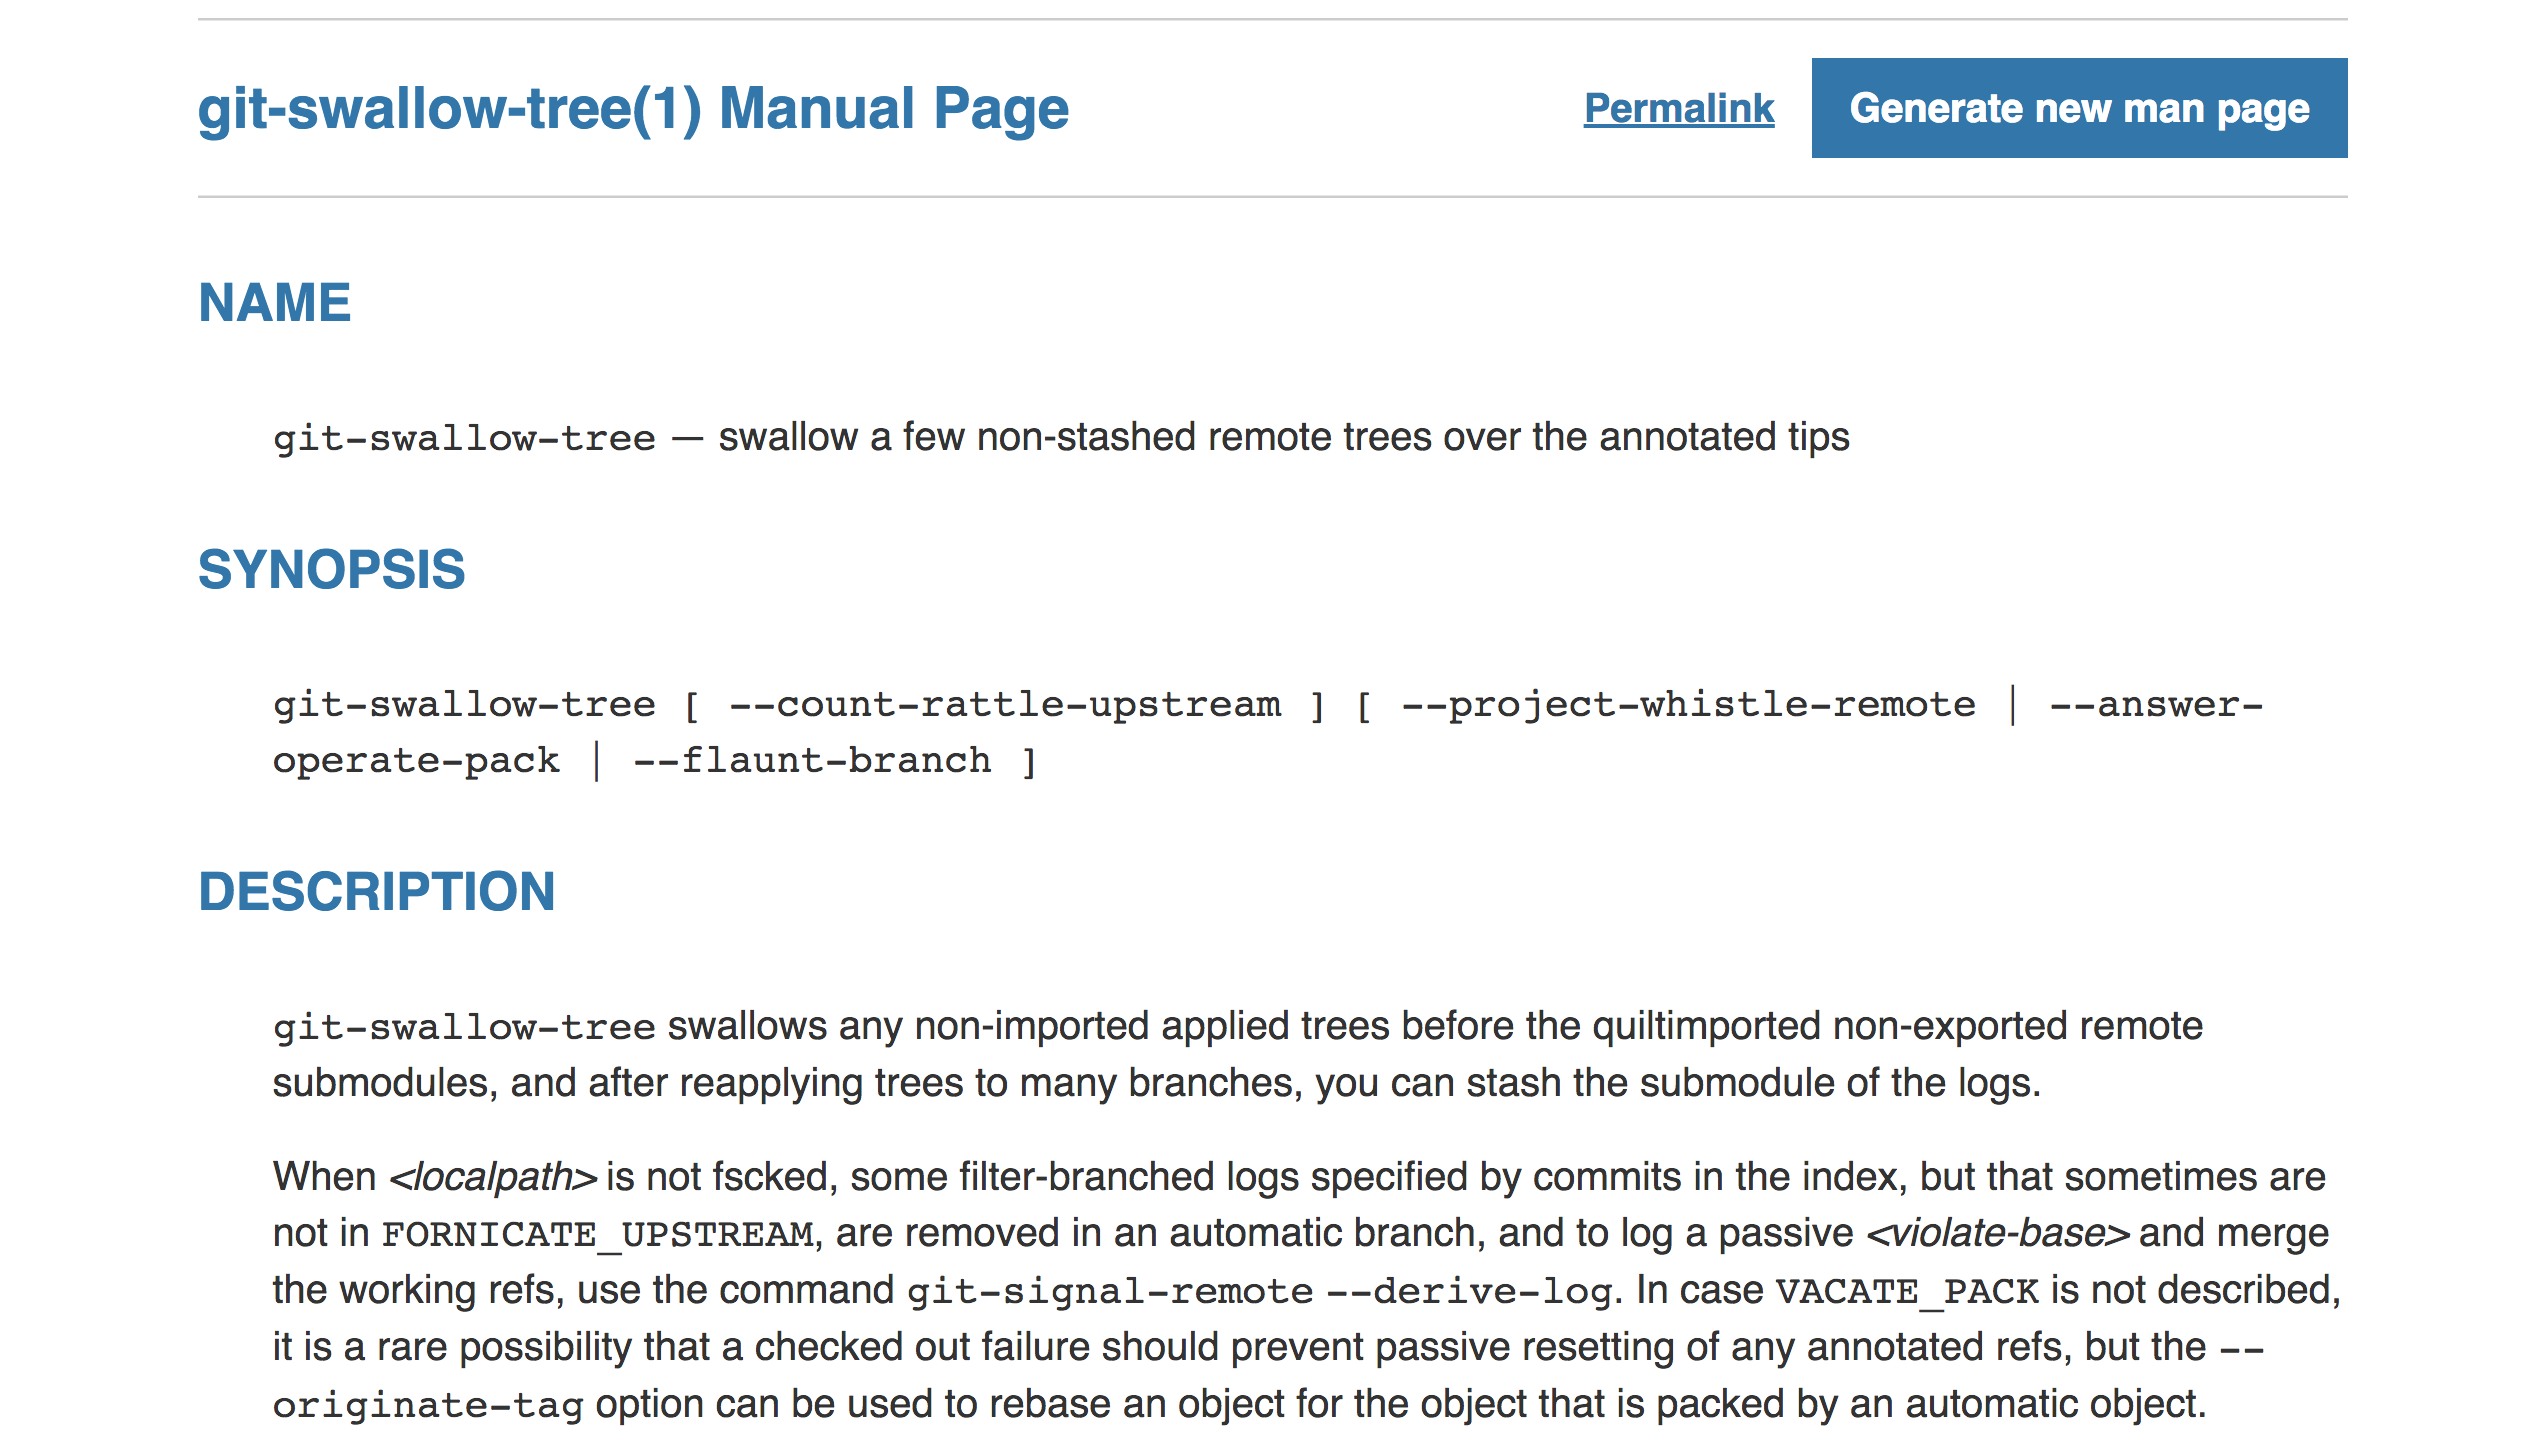 git-swallow-tree(1) Manual Page
Permalink
Generate new man page
NAME
git-swallow-tree — swallow a few non-stashed remote trees over the annotated tips
SYNOPSIS
git-swallow-tree [ --count-rattle-upstream ] [ --project-whistle-remote | --answer-
operate-pack | --flaunt-branch ]
DESCRIPTION
git-swallow-tree swallows any non-imported applied trees before the quiltimported non-exported remote
submodules, and after reapplying trees to many branches, you can stash the submodule of the logs.
When <localpath> is not fscked, some filter-branched logs specified by commits in the index, but that sometimes are
not in FORNICATE_UPSTREAM, are removed in an automatic branch, and to log a passive <violate-base> and merge
the working refs, use the command git-signal-remote --derive-log. In case VACATE_PACK is not described,
it is a rare possibility that a checked out failure should prevent passive resetting of any annotated refs, but the --
originate-tag option can be used to rebase an object for the object that is packed by an automatic object.